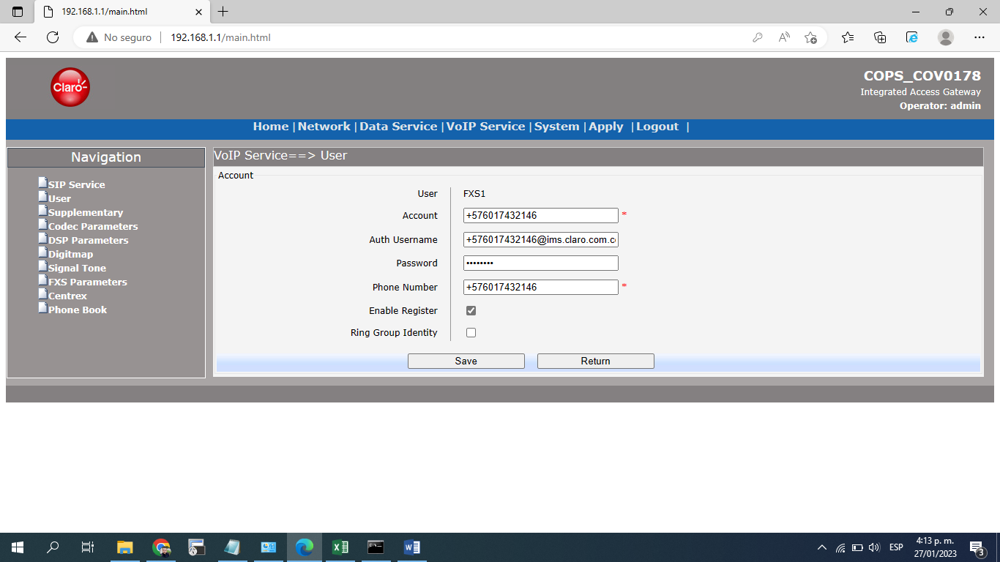 192.168.1.1/main.html
No seguro
192.168.1.1/main.html
Claro
COPS_COV0178
Integrated Access Gateway
Operator: admin
Home | Network | Data Service | VoIP Service | System | Apply | Logout |
Navigation
SIP Service
User
Supplementary
Codec Parameters
DSP Parameters
Digitmap
Signal Tone
FXS Parameters
Centrex
Phone Book
VoIP Service==> User
Account
User FXS1
Account +576017432146 *
Auth Username +576017432146@ims.claro.com.c
Password ••••••••
Phone Number +576017432146 *
Enable Register
Ring Group Identity
Save Return
ESP
4:13 p. m.
27/01/2023
3